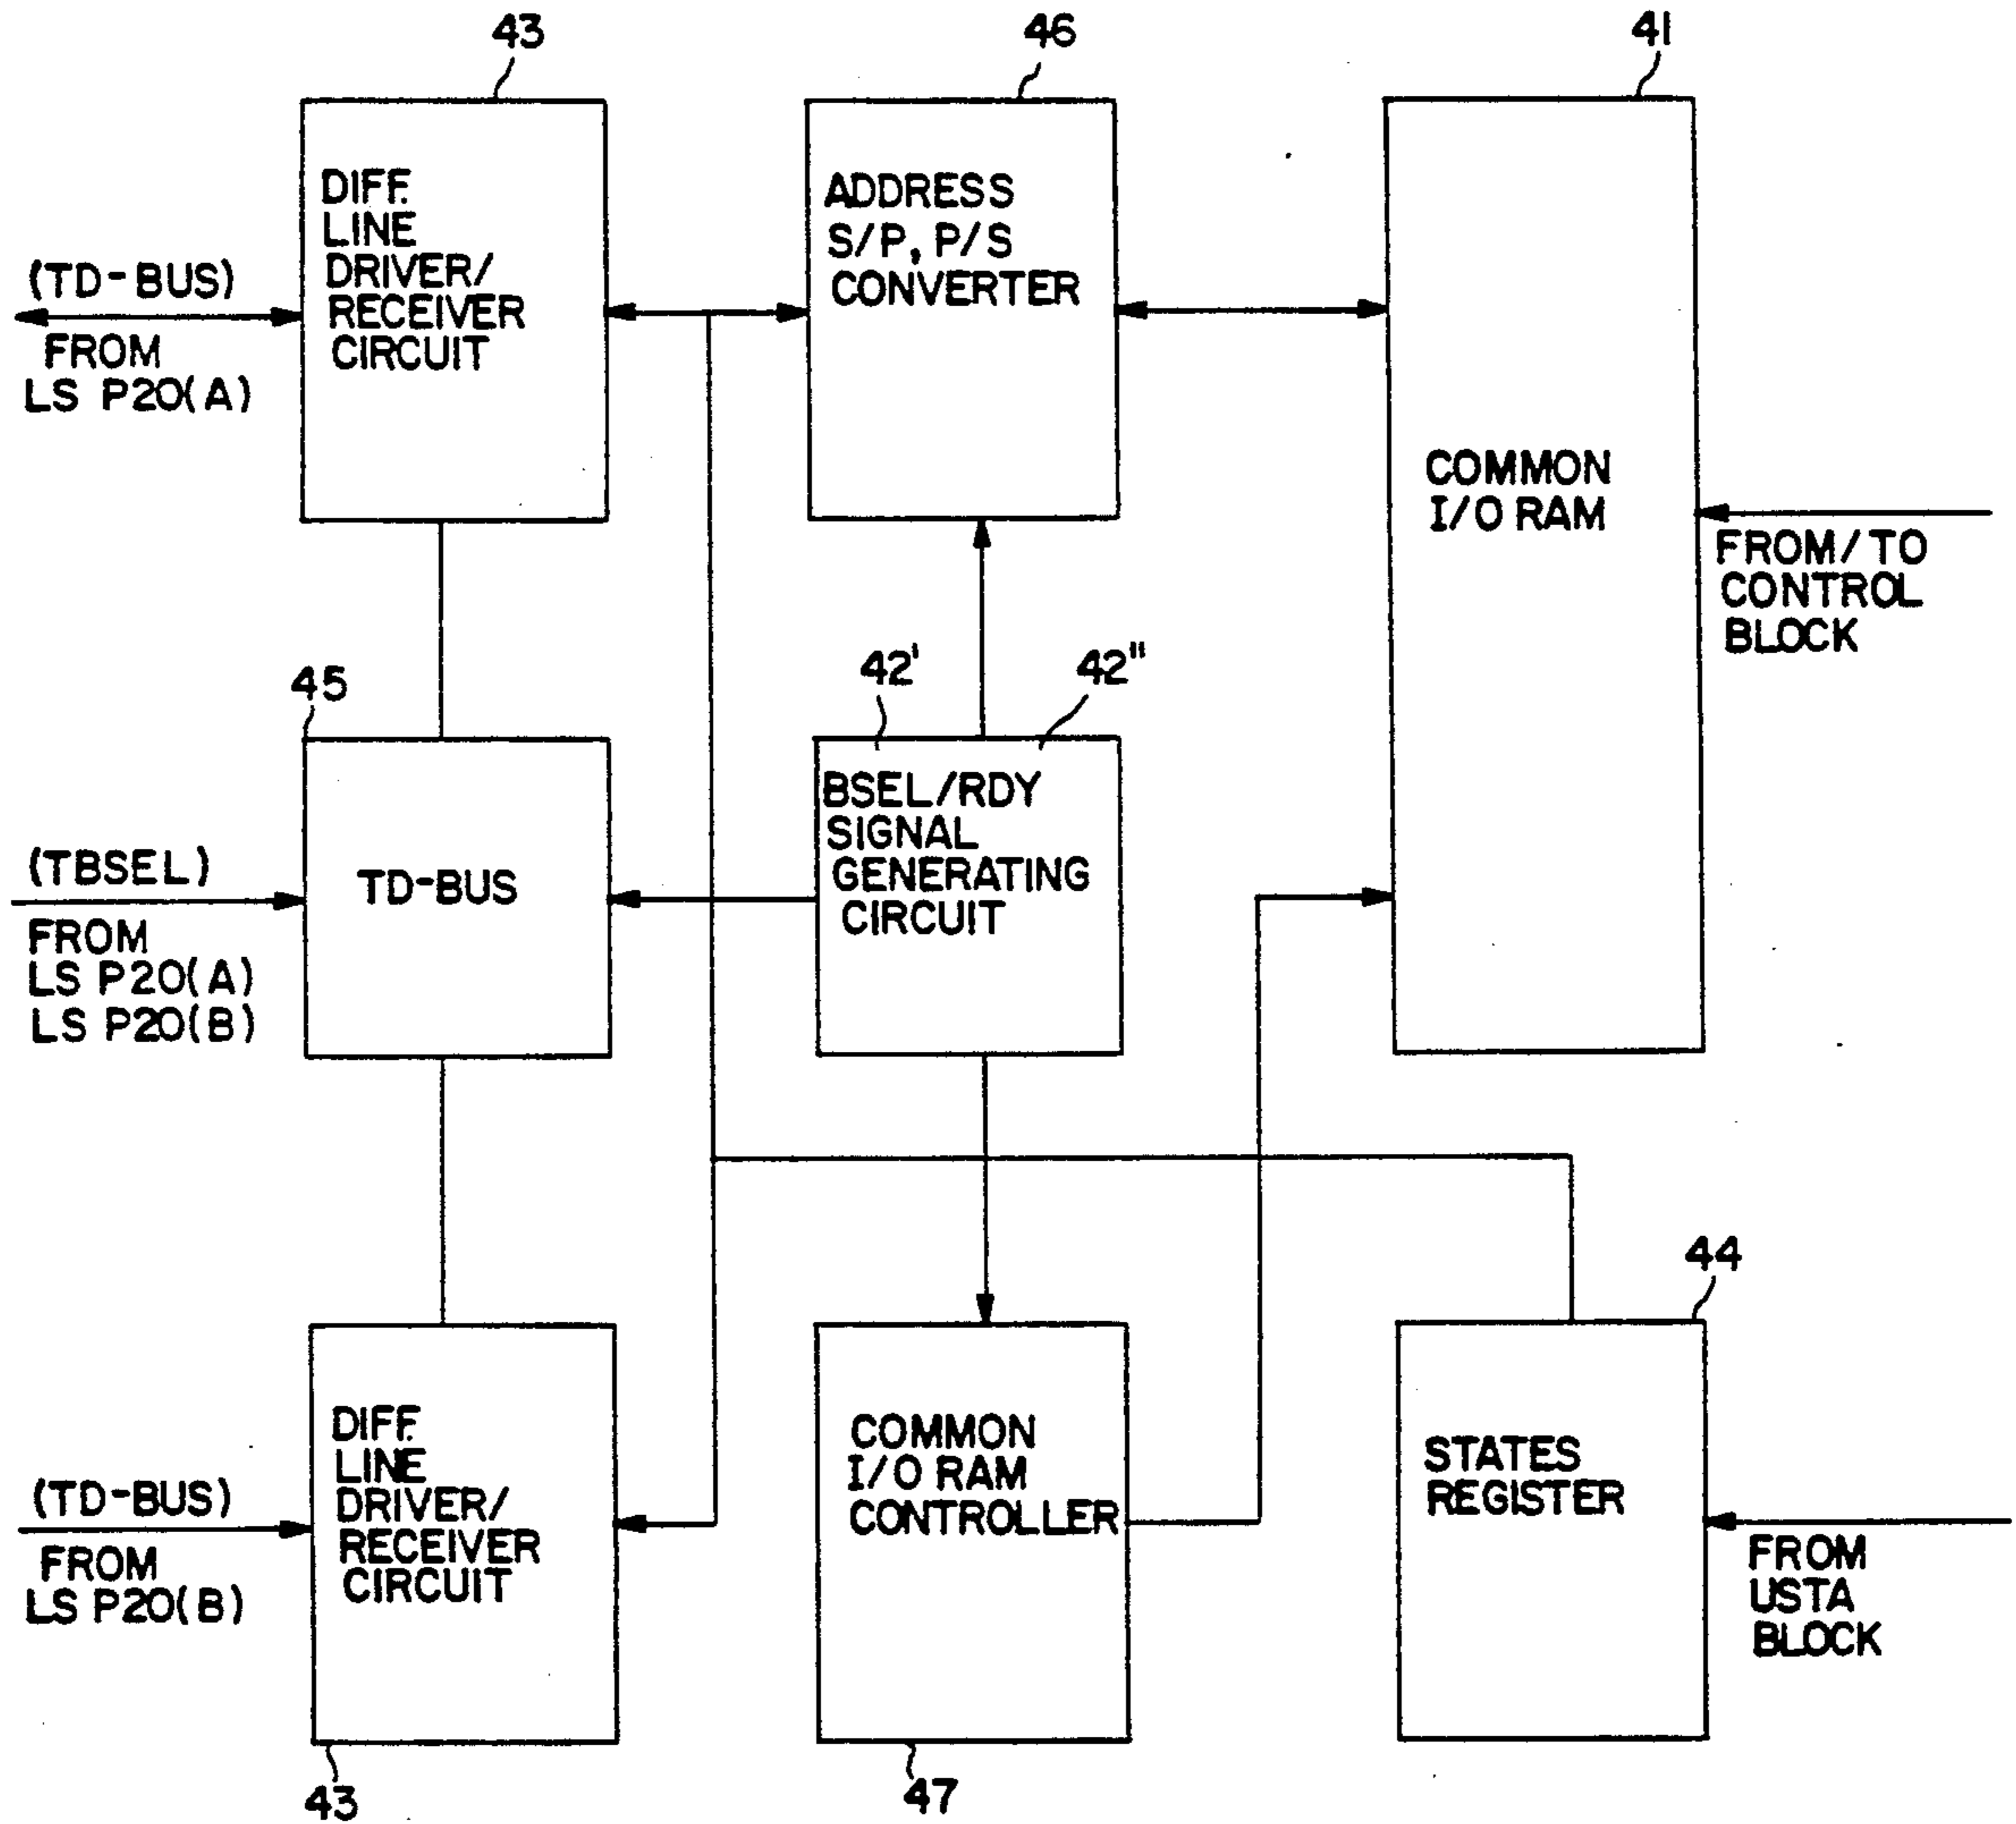 43
46
41
DIFF.
LINE
DRIVER/
RECEIVER
CIRCUIT
ADDRESS
S/P, P/S
CONVERTER
COMMON
I/O RAM
(TD-BUS)
FROM
LS P20(A)
FROM/TO
CONTROL
BLOCK
45
42'
42"
TD-BUS
BSEL/RDY
SIGNAL
GENERATING
CIRCUIT
(TBSEL)
FROM
LS P20(A)
LS P20(B)
44
DIFF.
LINE
DRIVER/
RECEIVER
CIRCUIT
COMMON
I/O RAM
CONTROLLER
STATES
REGISTER
(TD-BUS)
FROM
LS P20(B)
FROM
USTA
BLOCK
43
47